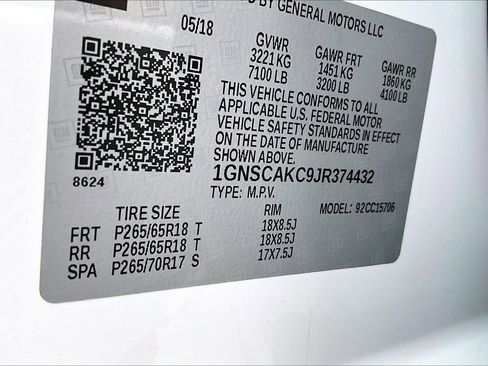 D BY GENERAL MOTORS LLC
05/18
GVWR GAWR FRT GAWR RR
3221 KG 1451 KG 1860 KG
7100 LB 3200 LB 4100 LB
THIS VEHICLE CONFORMS TO ALL
APPLICABLE U.S. FEDERAL MOTOR
VEHICLE SAFETY STANDARDS IN EFFECT
ON THE DATE OF MANUFACTURE
SHOWN ABOVE.
1GNSCAKC9JR374432
8624
TYPE: M.P.V. MODEL: 92CC15706
TIRE SIZE RIM
FRT P265/65R18 T 18X8.5J
RR P265/65R18 T 18X8.5J
SPA P265/70R17 S 17X7.5J